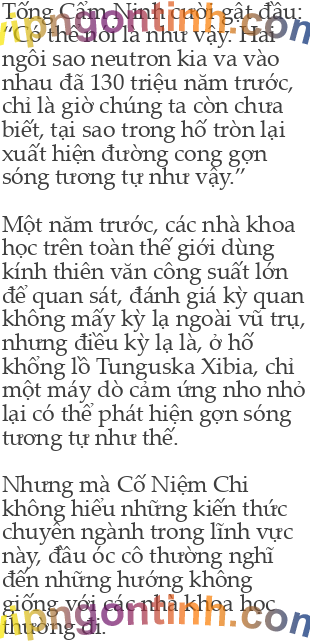 Tống Cẩm Ninh cười gật đầu:
“Có thể nói là như vậy. Hai
ngôi sao neutron kia va vào
nhau đã 130 triệu năm trước,
chỉ là giờ chúng ta còn chưa
biết, tại sao trong hố tròn lại
xuất hiện đường cong gợn
sóng tương tự như vậy.”
Một năm trước, các nhà khoa
học trên toàn thế giới dùng
kính thiên văn công suất lớn
để quan sát, đánh giá kỳ quan
không mấy kỳ lạ ngoài vũ trụ,
nhưng điều kỳ lạ là, ở hố
khổng lồ Tunguska Xibia, chỉ
một máy dò cảm ứng nho nhỏ
lại có thể phát hiện gợn sóng
tương tự như thế.
Nhưng mà Cố Niệm Chi
không hiểu những kiến thức
chuyên ngành trong lĩnh vực
này, đầu óc cô thường nghĩ
đến những hướng không
giống với các nhà khoa học
thường đi.